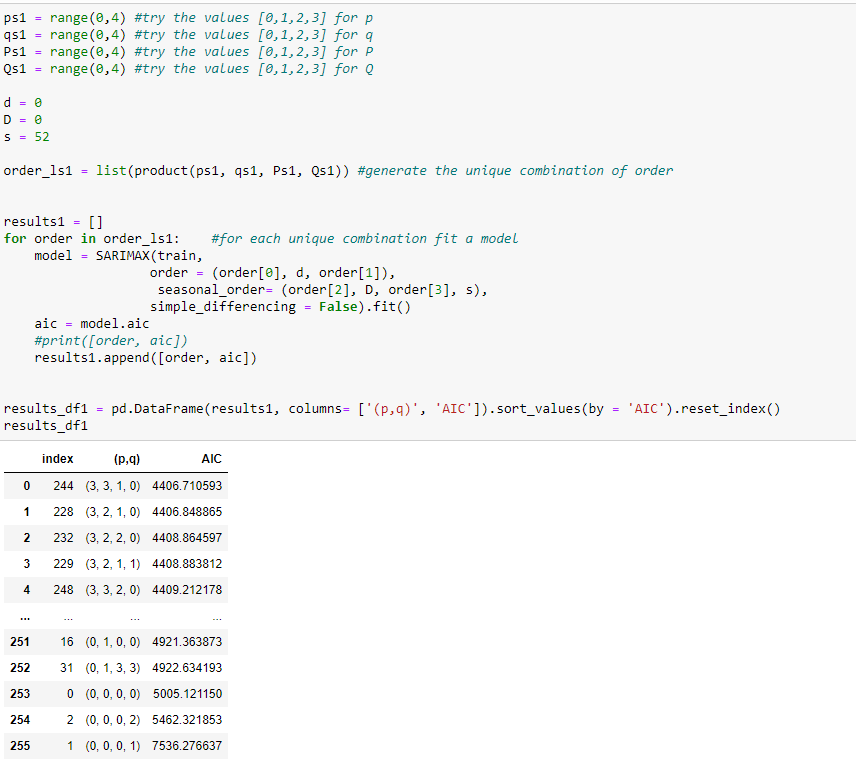 ps1 = range(0,4) #try the values [0,1,2,3] for p
qs1 = range(0,4) #try the values [0,1,2,3] for q
Ps1 = range(0,4) #try the values [0,1,2,3] for P
Qs1 = range(0,4) #try the values [0,1,2,3] for Q
d = 0
D = 0
s = 52
order_ls1 = list(product(ps1, qs1, Ps1, Qs1)) #generate the unique combination of order
results1 = []
for order in order_ls1:    #for each unique combination fit a model
    model = SARIMAX(train,
                   order = (order[0], d, order[1]),
                    seasonal_order= (order[2], D, order[3], s),
                   simple_differencing = False).fit()
    aic = model.aic
    #print([order, aic])
    results1.append([order, aic])
results_df1 = pd.DataFrame(results1, columns= ['(p,q)', 'AIC']).sort_values(by = 'AIC').reset_index()
results_df1
index (p,q) AIC
0 244 (3, 3, 1, 0) 4406.710593
1 228 (3, 2, 1, 0) 4406.848865
2 232 (3, 2, 2, 0) 4408.864597
3 229 (3, 2, 1, 1) 4408.883812
4 248 (3, 3, 2, 0) 4409.212178
... ... ... ...
251 16 (0, 1, 0, 0) 4921.363873
252 31 (0, 1, 3, 3) 4922.634193
253 0 (0, 0, 0, 0) 5005.121150
254 2 (0, 0, 0, 2) 5462.321853
255 1 (0, 0, 0, 1) 7536.276637